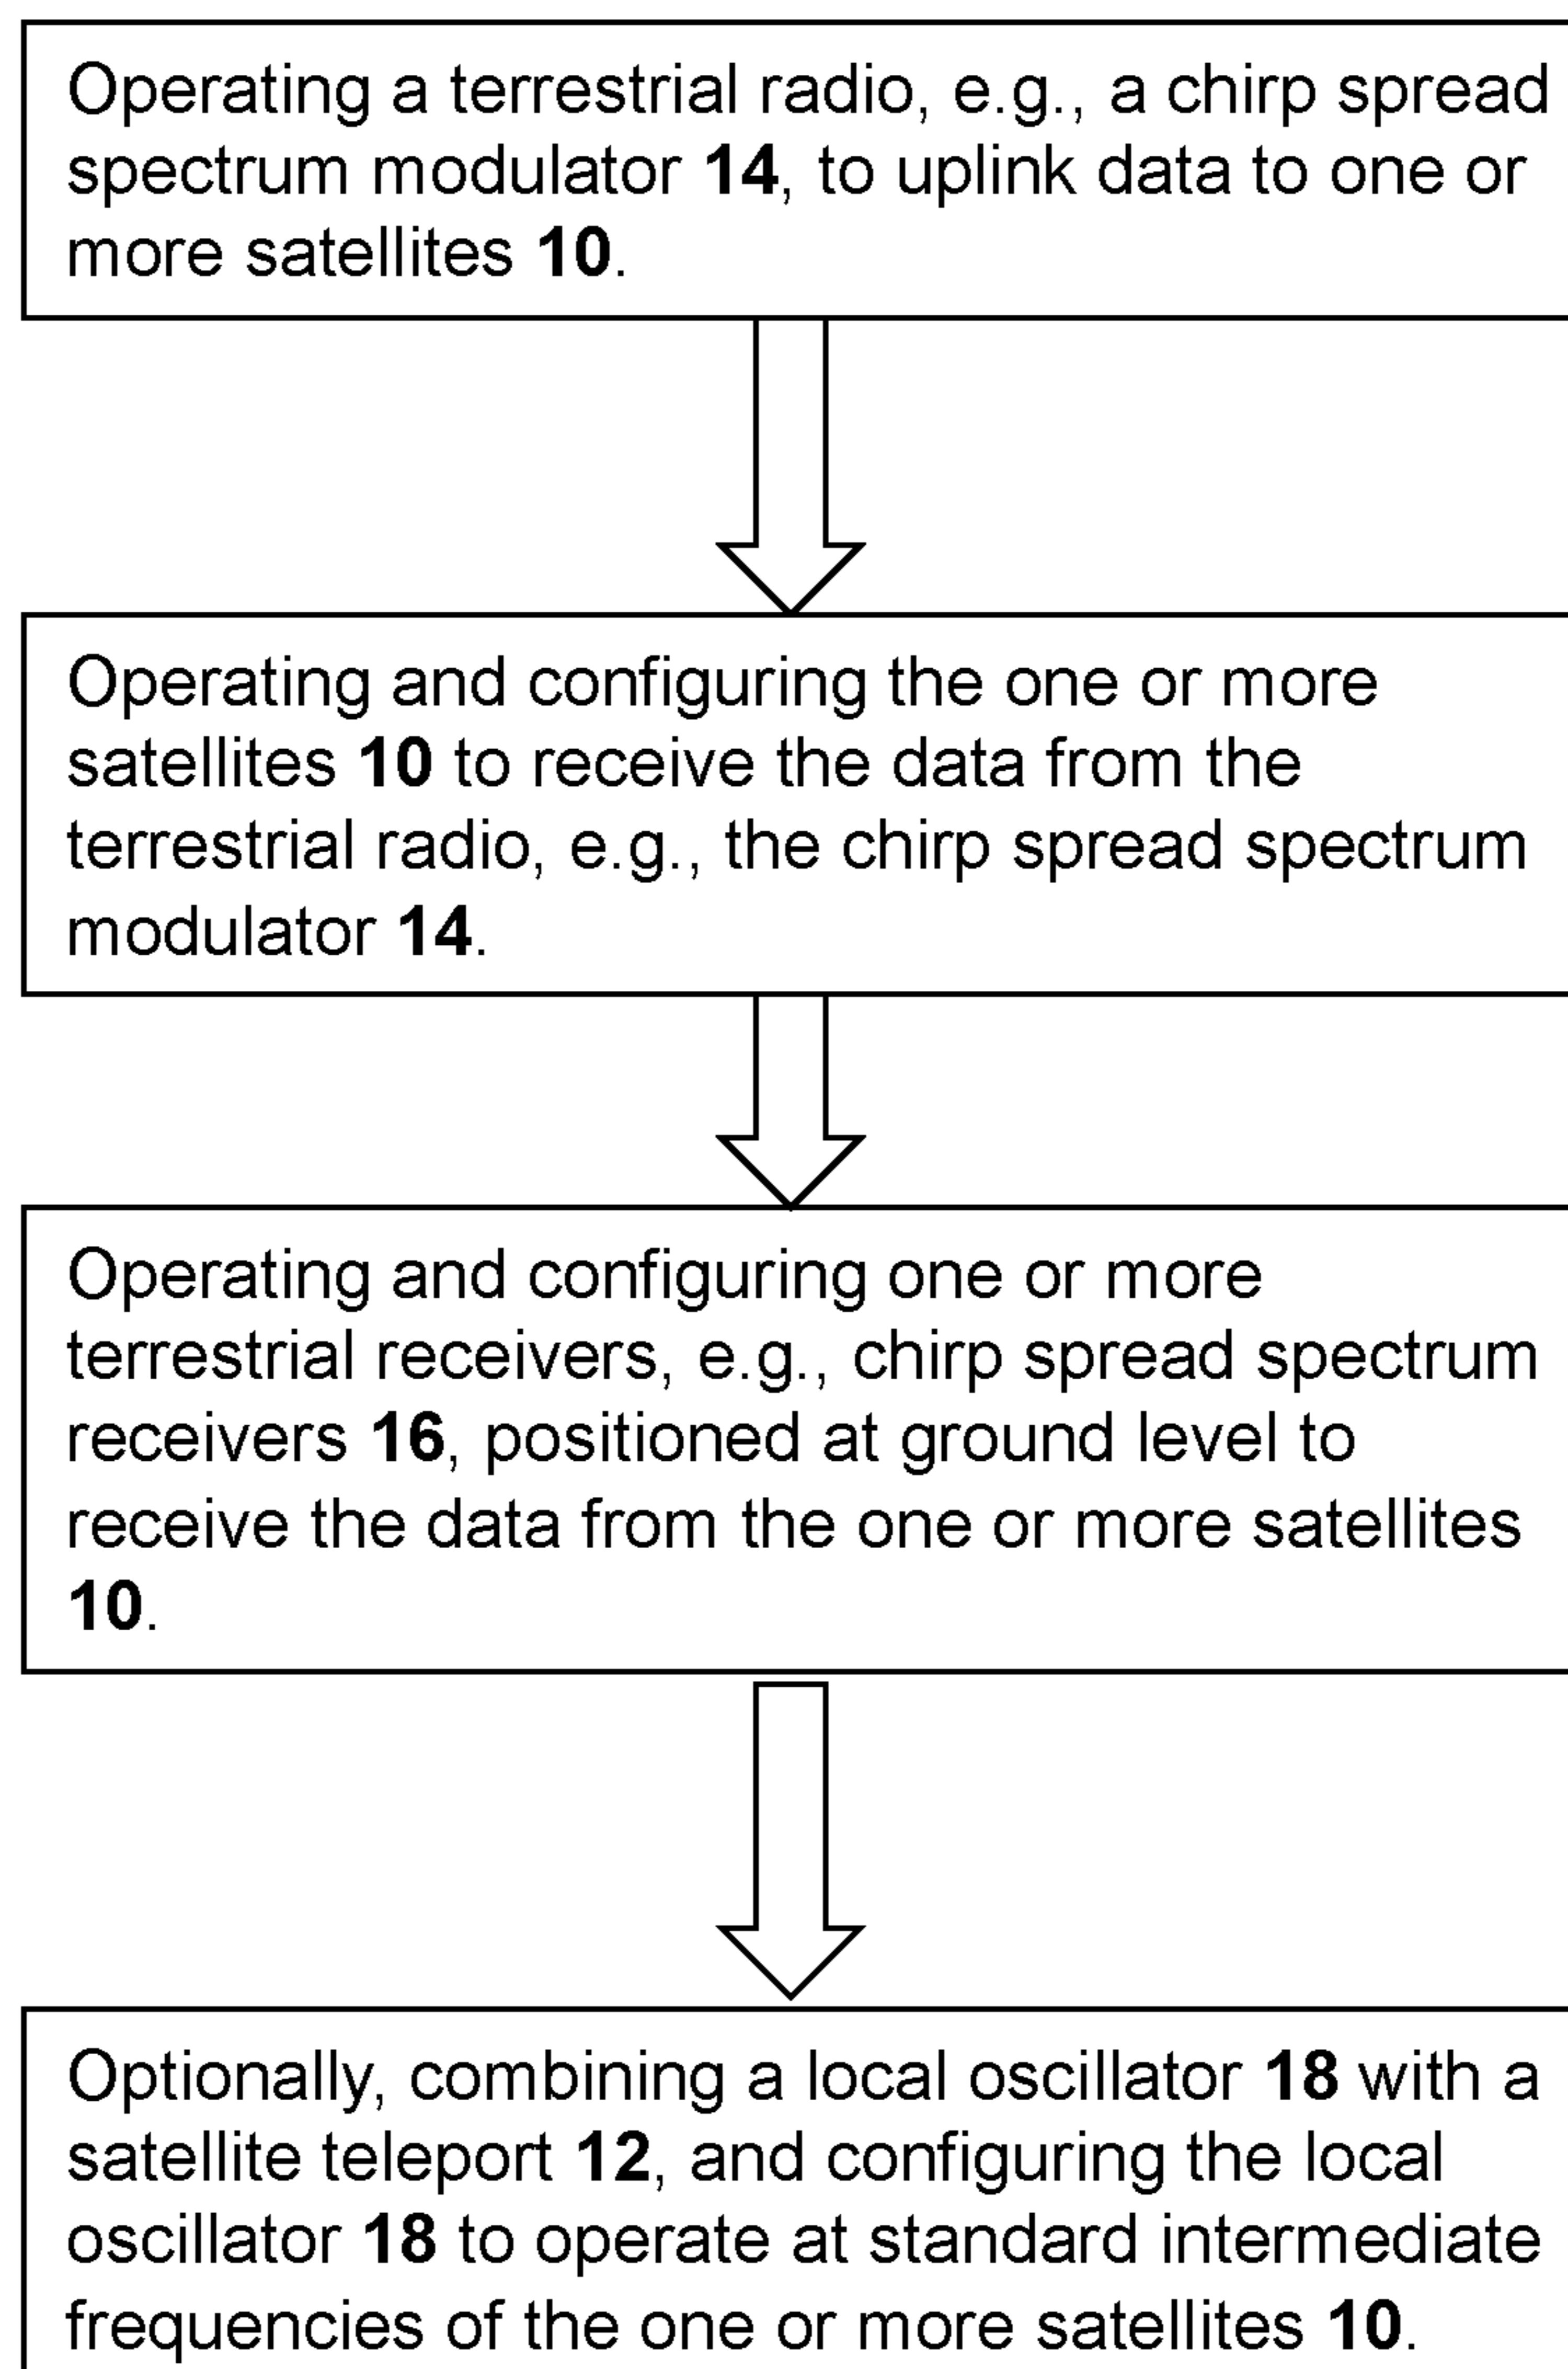 Operating a terrestrial radio, e.g., a chirp spread
spectrum modulator 14, to uplink data to one or
more satellites 10.
Operating and configuring the one or more
satellites 10 to receive the data from the
terrestrial radio, e.g., the chirp spread spectrum
modulator 14.
Operating and configuring one or more
terrestrial receivers, e.g., chirp spread spectrum
receivers 16, positioned at ground level to
receive the data from the one or more satellites
10.
Optionally, combining a local oscillator 18 with a
satellite teleport 12, and configuring the local
oscillator 18 to operate at standard intermediate
frequencies of the one or more satellites 10.